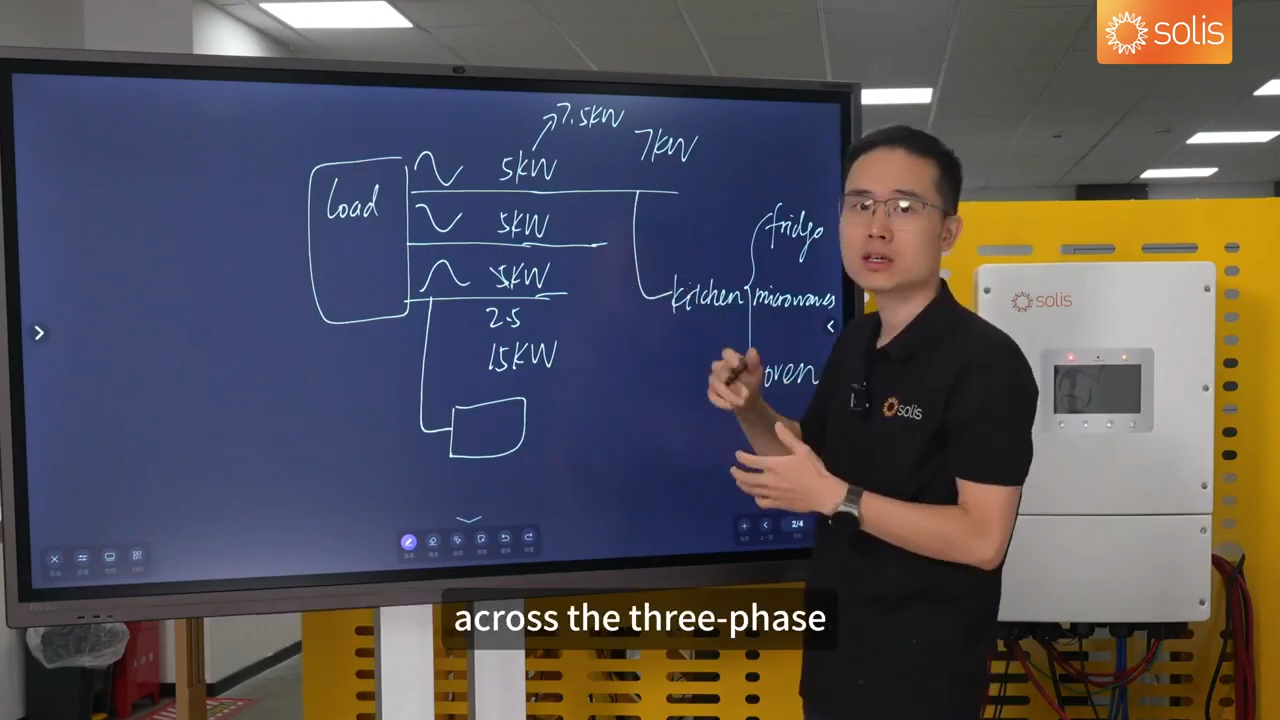 solis
7.5KW
7KW
5KW
load
5KW
fridge
5KW
kitchen
microwaves
2.5
15KW
oven
solis
solis
2/4
across the three-phase